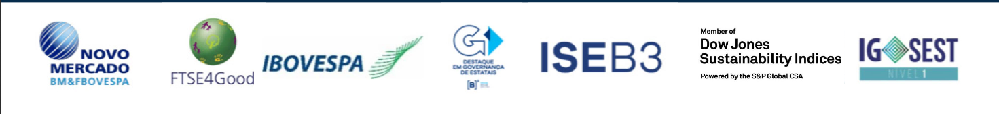 NOVO
MERCADO
BM&FBOVESPA
FTSE4Good
IBOVESPA
G
DESTAQUE
EM GOVERNANÇA
DE ESTATAIS
[B]³
ISEB3
Member of
Dow Jones
Sustainability Indices
Powered by the S&P Global CSA
IG SEST
NÍVEL 1